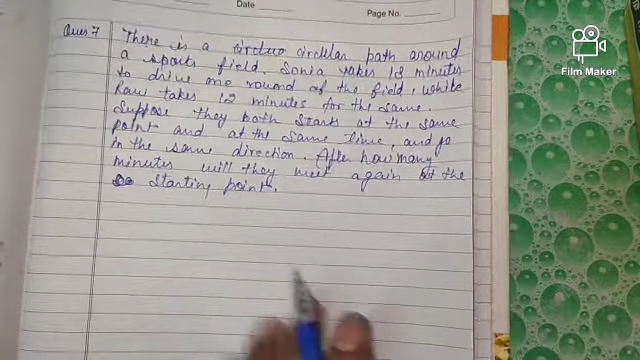 Date
Page No.
Ques 7 There is a circular path around
a sports field. Sonia takes 18 minutes
to drive one round of the field, while
Ravi takes 12 minutes for the same.
Suppose they both starts at the same
point and at the same time, and go
in the same direction. After how many
minutes will they meet again at the
starting point.
Film Maker